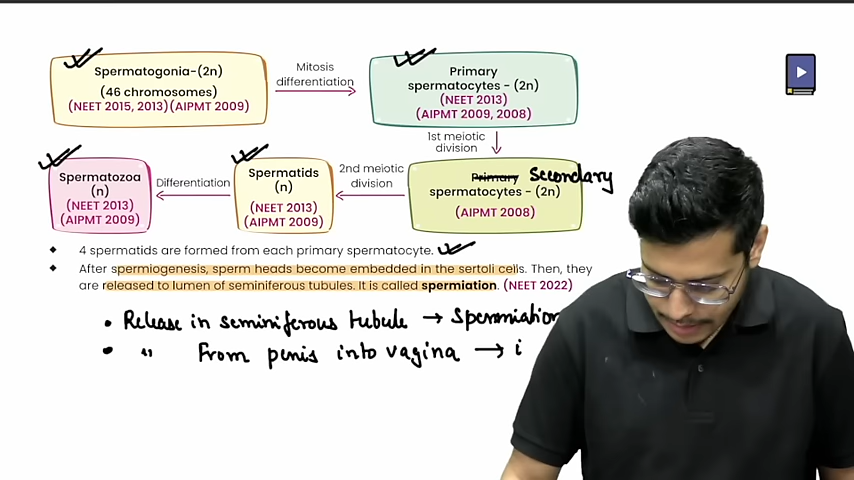 Spermatogonia-(2n)
(46 chromosomes)
(NEET 2015, 2013)(AIPMT 2009)
Mitosis
differentiation
Primary
spermatocytes - (2n)
(NEET 2013)
(AIPMT 2009, 2008)
1st meiotic
division
Primary Secondary
spermatocytes - (2n)
(AIPMT 2008)
2nd meiotic
division
Spermatids
(n)
(NEET 2013)
(AIPMT 2009)
Differentiation
Spermatozoa
(n)
(NEET 2013)
(AIPMT 2009)
4 spermatids are formed from each primary spermatocyte.
After spermiogenesis, sperm heads become embedded in the sertoli cells. Then, they
are released to lumen of seminiferous tubules. It is called spermiation. (NEET 2022)
• Release in seminiferous tubule → Spermiation
• " From penis into vagina → i